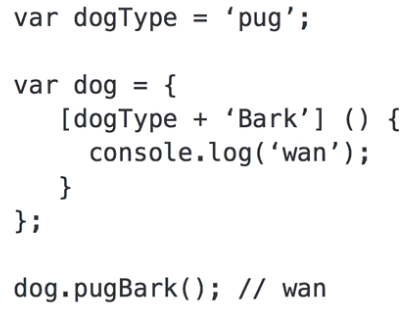 var dogType = ‘pug’;
var dog = {
[dogType + ‘Bark’] () {
console.log(‘wan’);
}
};
dog.pugBark(); // wan